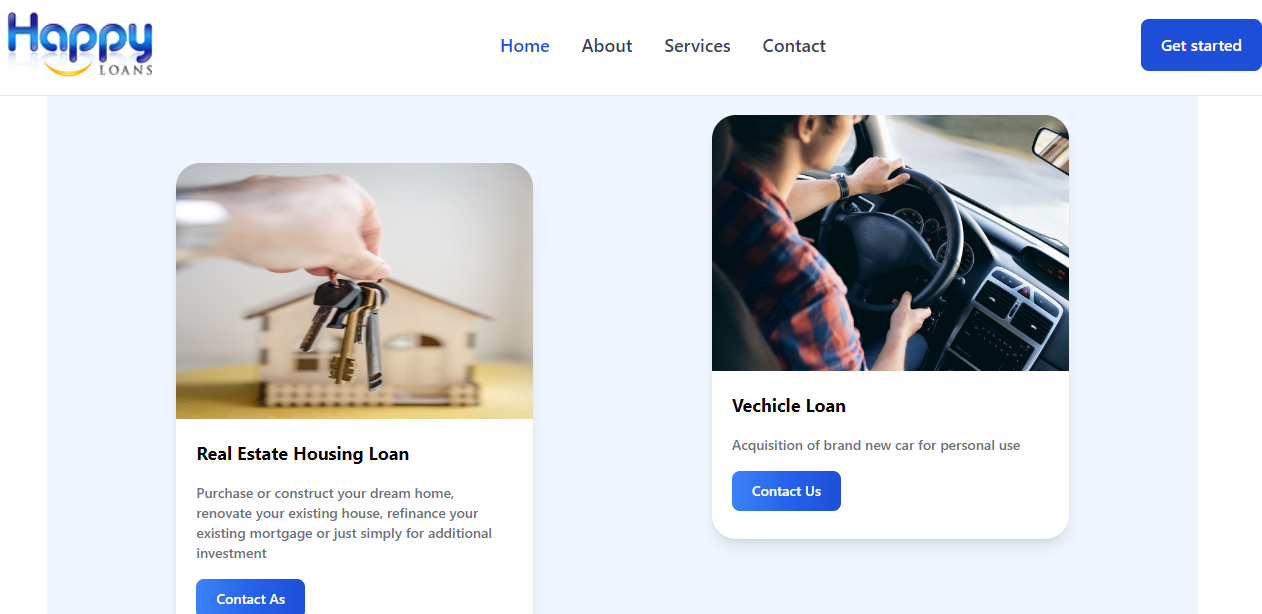 Happy
LOANS
Home
About
Services
Contact
Get started
Real Estate Housing Loan
Purchase or construct your dream home,
renovate your existing house, refinance your
existing mortgage or just simply for additional
investment
Contact As
Vechicle Loan
Acquisition of brand new car for personal use
Contact Us